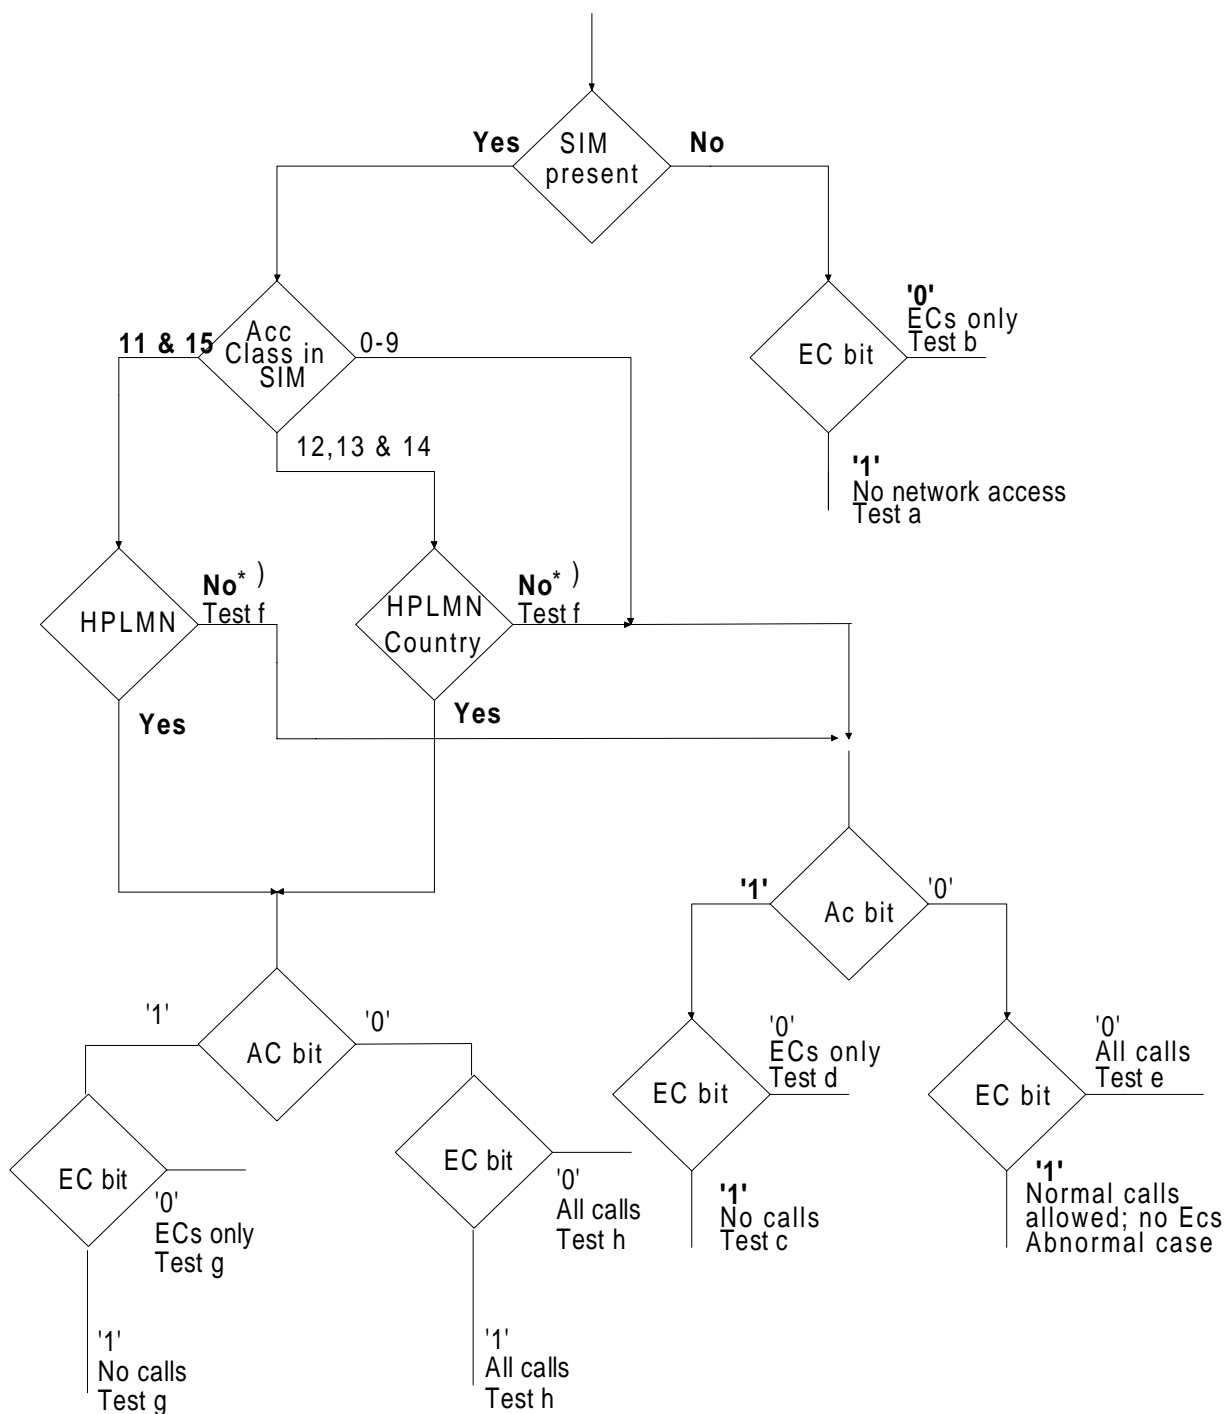 Yes
SIM
present
No
Acc
Class in
SIM
11 & 15
0-9
12,13 & 14
EC bit
'0'
ECs only
Test b
'1'
No network access
Test a
HPLMN
No* )
Test f
Yes
HPLMN
Country
No* )
Test f
Yes
'1'
Ac bit
'0'
'1'
AC bit
'0'
EC bit
'0'
ECs only
Test d
'1'
No calls
Test c
EC bit
'0'
All calls
Test e
'1'
Normal calls
allowed; no Ecs
Abnormal case
EC bit
'0'
ECs only
Test g
'1'
No calls
Test g
EC bit
'0'
All calls
Test h
'1'
All calls
Test h